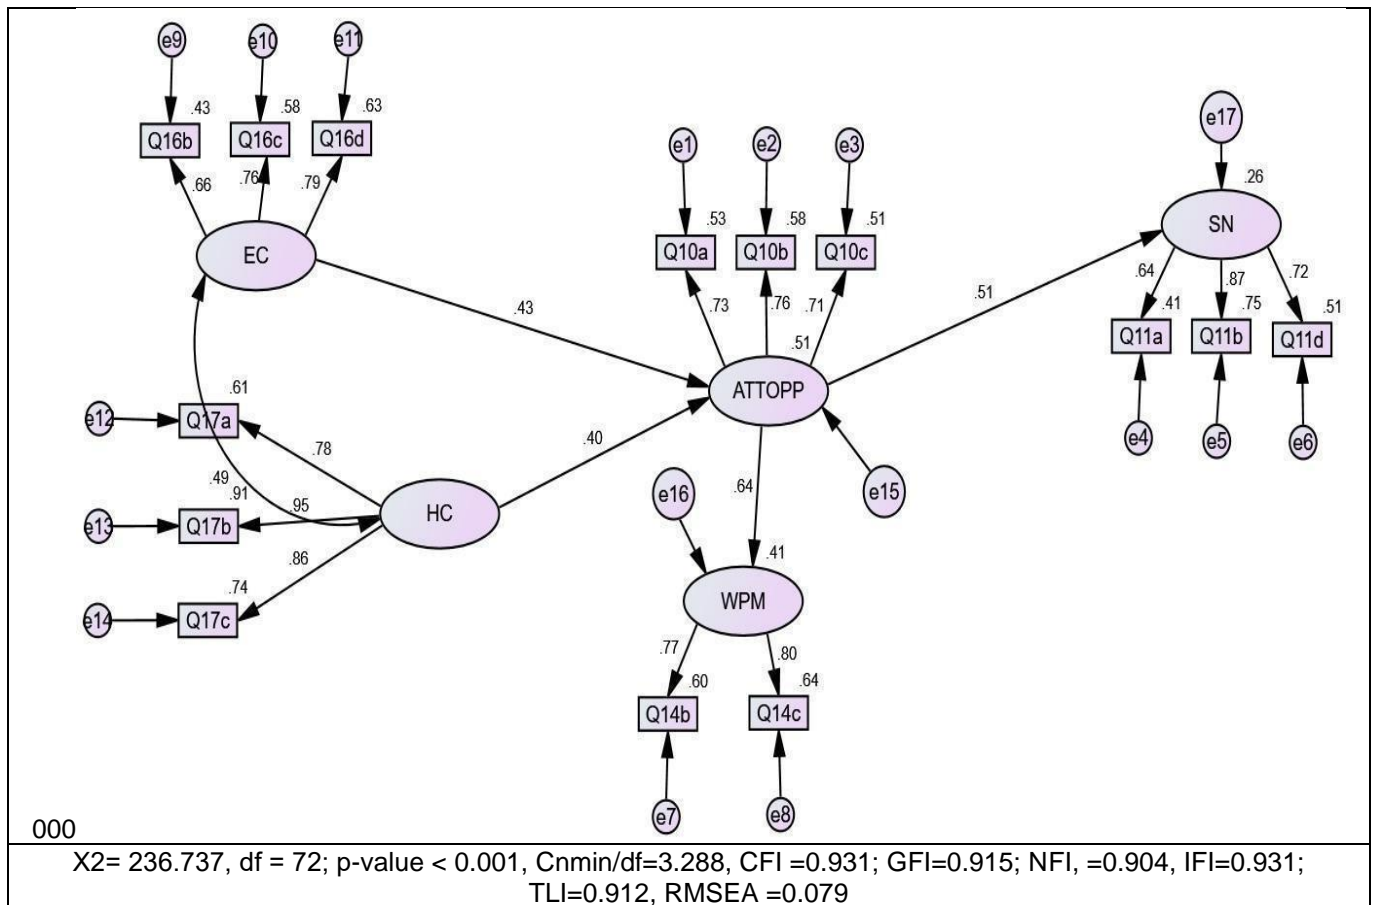 e9 e10 e11
.43 .58 .63
Q16b Q16c Q16d
.66 .76 .79
EC
e1 e2 e3
.53 .58 .51
Q10a Q10b Q10c
.73 .76 .71
.51
ATTOPP
e17
.26
SN
.64 .87 .72
.41 .75 .51
Q11a Q11b Q11d
e4 e5 e6
.43
.51
.61
e12 Q17a
.78
.40
.49
.91
.95
e13 Q17b
HC
.86
.74
e14 Q17c
e16
.64
e15
.41
WPM
.77 .80
.60 .64
Q14b Q14c
e7 e8
000
X2= 236.737, df = 72; p-value < 0.001, Cnmin/df=3.288, CFI =0.931; GFI=0.915; NFI, =0.904, IFI=0.931;
TLI=0.912, RMSEA =0.079